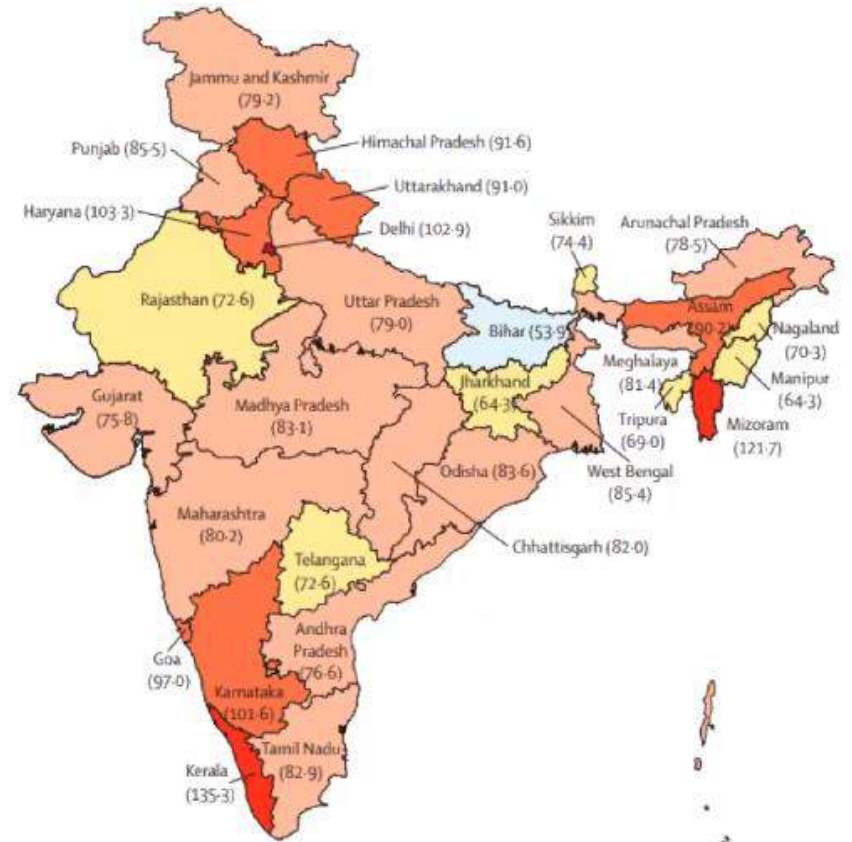 Jammu and Kashmir
(79·2)
Punjab (85·5)
Himachal Pradesh (91·6)
Uttarakhand (91·0)
Haryana (103·3)
Delhi (102·9)
Sikkim
(74·4)
Arunachal Pradesh
(78·5)
Rajasthan (72·6)
Uttar Pradesh
(79·0)
Bihar (53·9)
Assam
(90·2)
Nagaland
(70·3)
Meghalaya
(81·4)
Manipur
(64·3)
Tripura
(69·0)
Mizoram
(121·7)
Gujarat
(75·8)
Madhya Pradesh
(83·1)
Jharkhand
(64·3)
West Bengal
(85·4)
Odisha (83·6)
Chhattisgarh (82·0)
Maharashtra
(80·2)
Telangana
(72·6)
Andhra
Pradesh
(76·6)
Goa
(97·0)
Karnataka
(101·6)
Tamil Nadu
(82·9)
Kerala
(135·3)